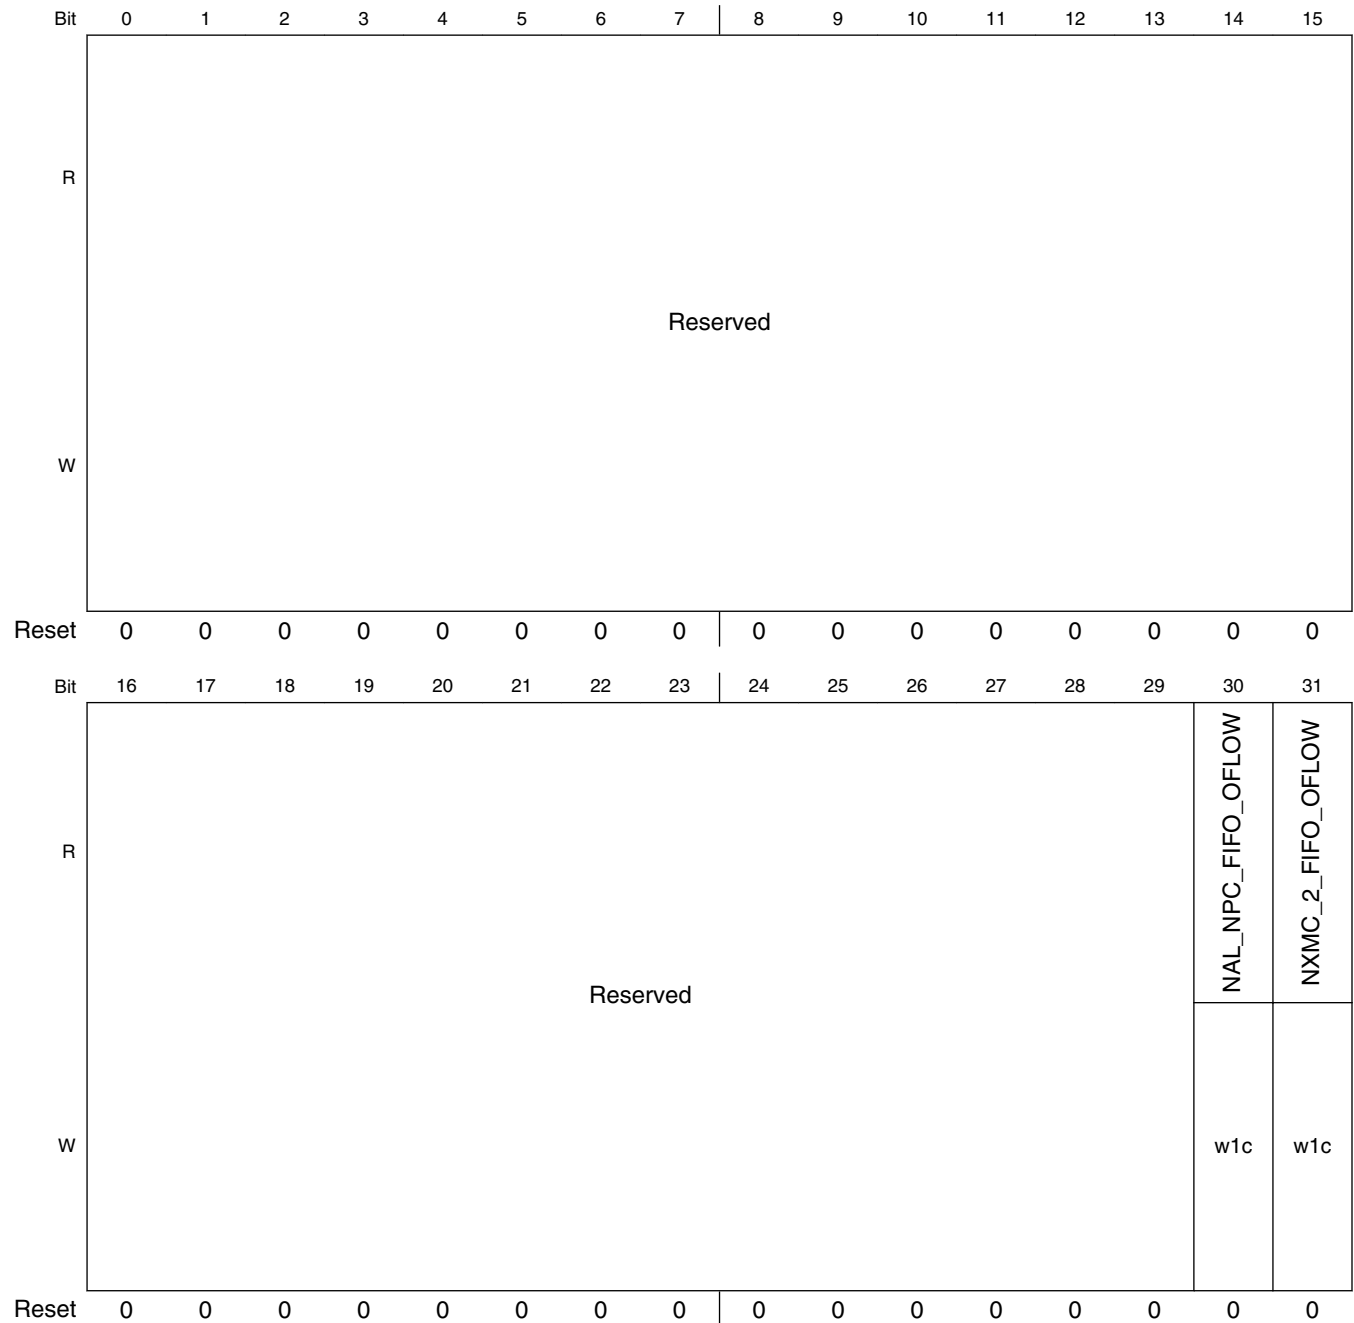 Bit 0 1 2 3 4 5 6 7 8 9 10 11 12 13 14 15
R
Reserved
W
Reset 0 0 0 0 0 0 0 0 0 0 0 0 0 0 0 0
Bit 16 17 18 19 20 21 22 23 24 25 26 27 28 29 30 31
NAL_NPC_FIFO_OFLOW
NXMC_2_FIFO_OFLOW
R
Reserved
W
w1c w1c
Reset 0 0 0 0 0 0 0 0 0 0 0 0 0 0 0 0